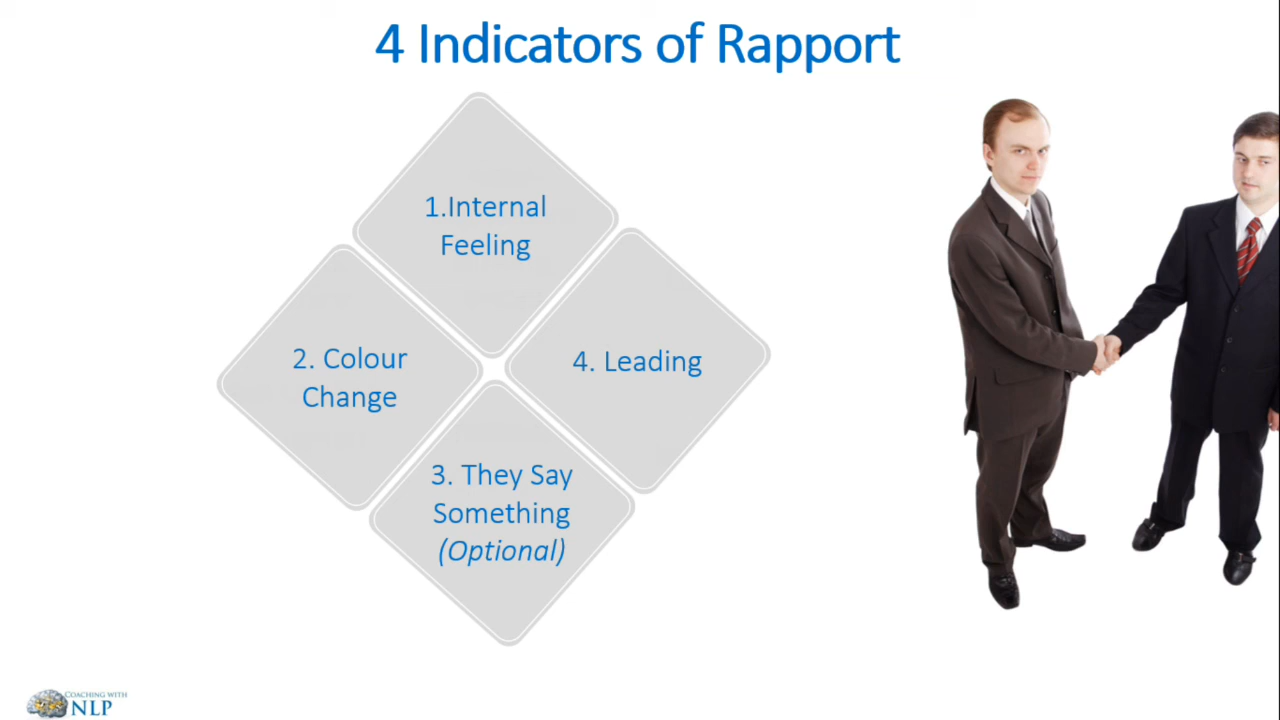 4 Indicators of Rapport
1.Internal
Feeling
2. Colour
Change
4. Leading
3. They Say
Something
(Optional)
COACHING WITH
NLP